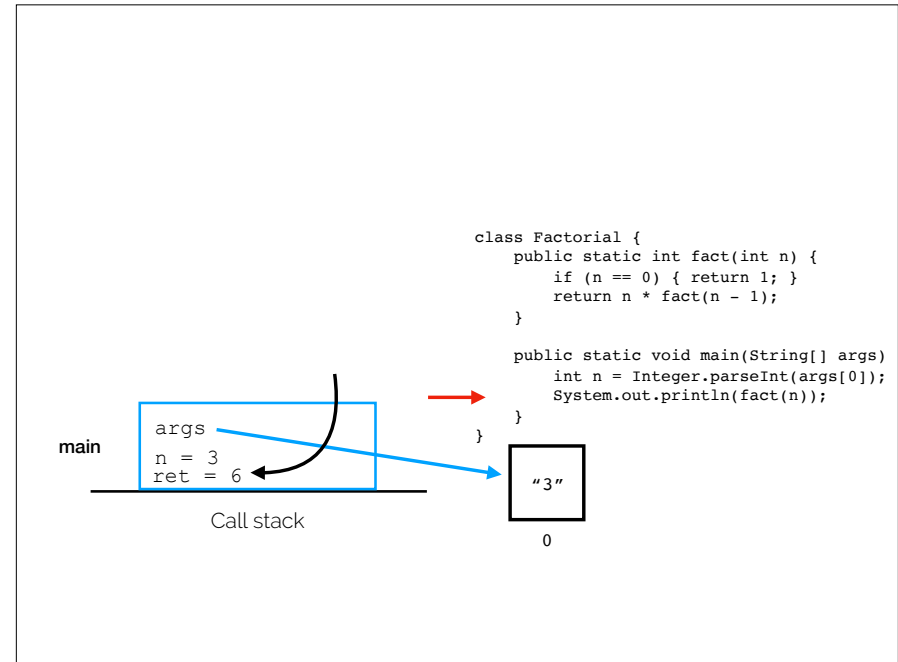 class Factorial {
    public static int fact(int n) {
        if (n == 0) { return 1; }
        return n * fact(n - 1);
    }
    public static void main(String[] args)
        int n = Integer.parseInt(args[0]);
        System.out.println(fact(n));
    }
}
main
args
n = 3
ret = 6
Call stack
“3”
0